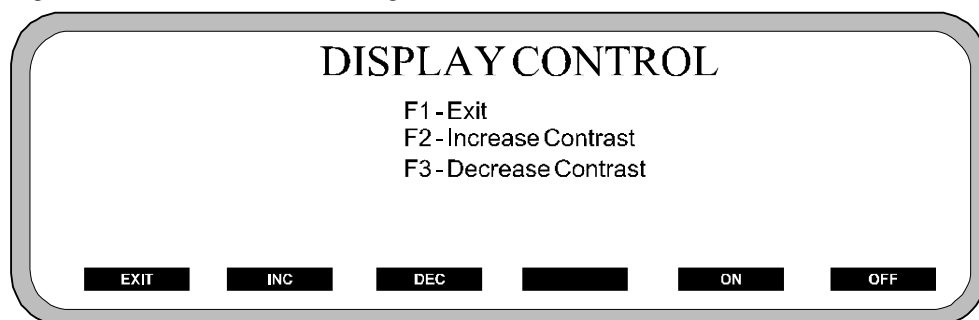 DISPLAY CONTROL
F1-Exit
F2-Increase Contrast
F3-Decrease Contrast
EXIT INC DEC ON OFF